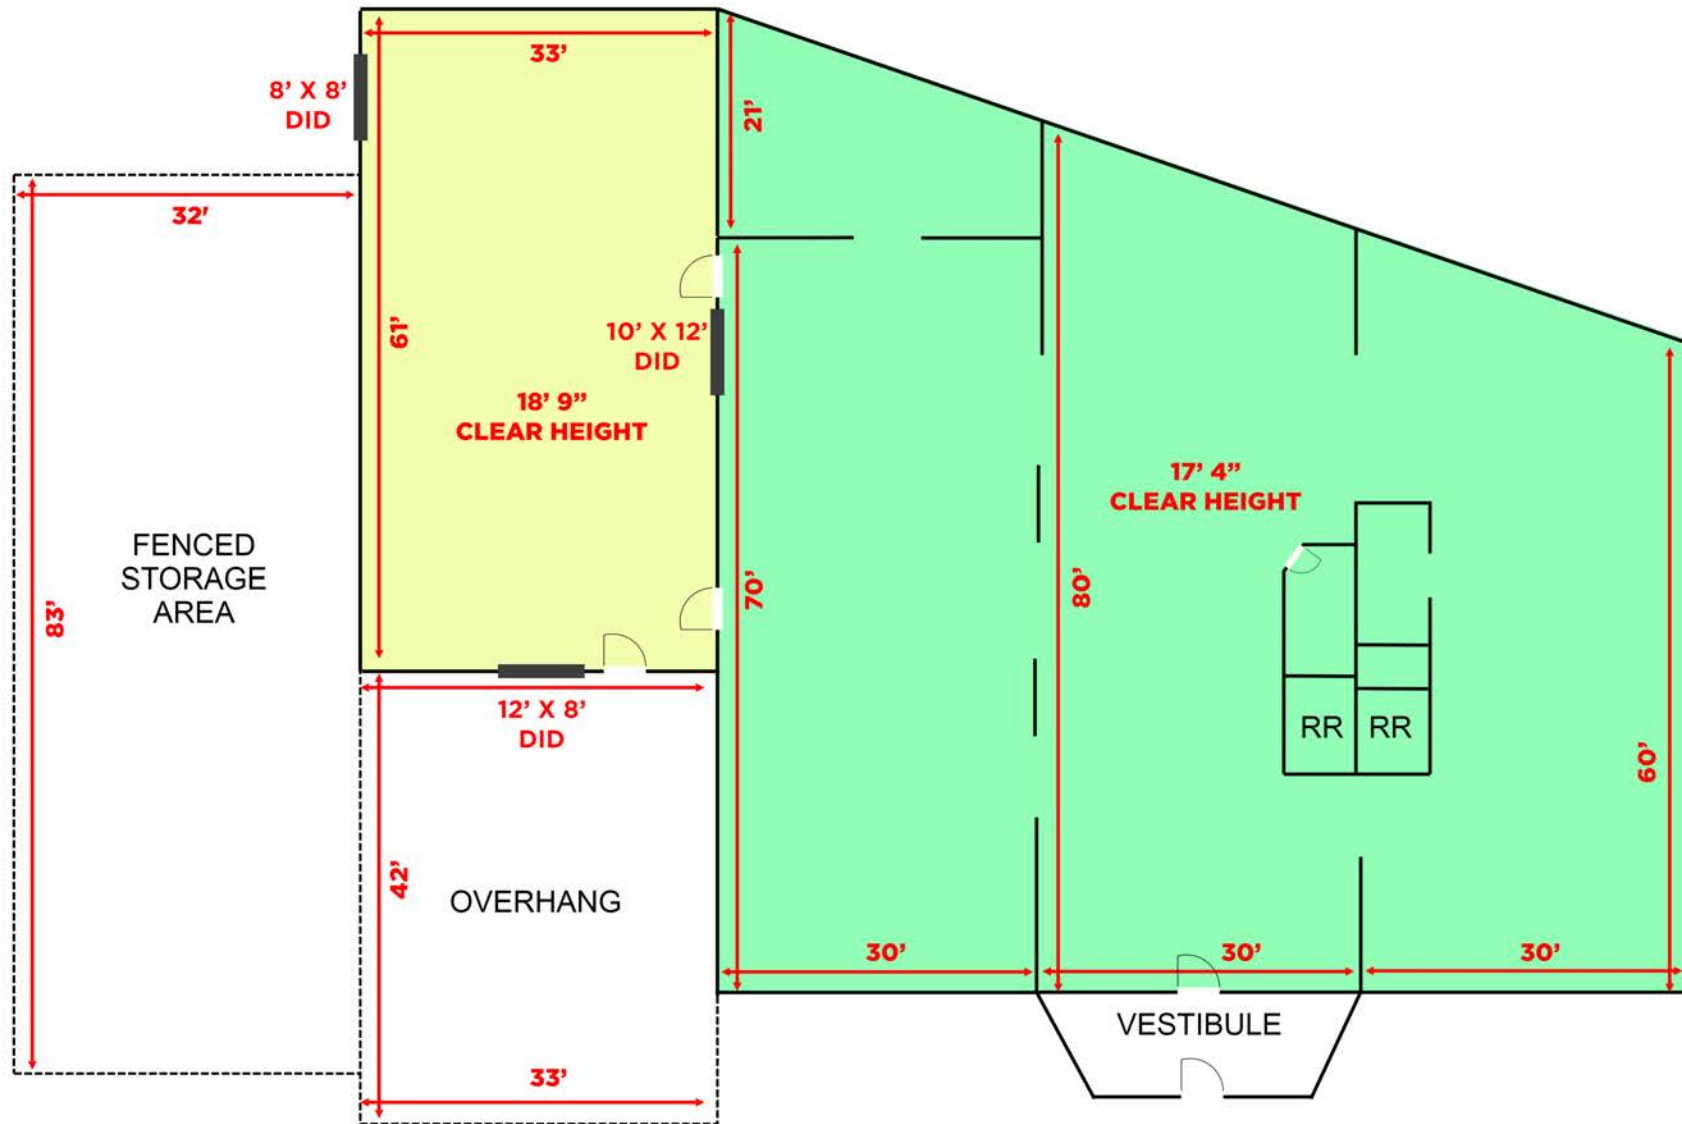 33’
8’ X 8’
DID
21’
32’
61’
10’ X 12’
DID
18’ 9”
CLEAR HEIGHT
17’ 4”
CLEAR HEIGHT
FENCED
STORAGE
AREA
83’
70’
80’
12’ X 8’
DID
RR
RR
60’
42’
OVERHANG
30’
30’
30’
VESTIBULE
33’